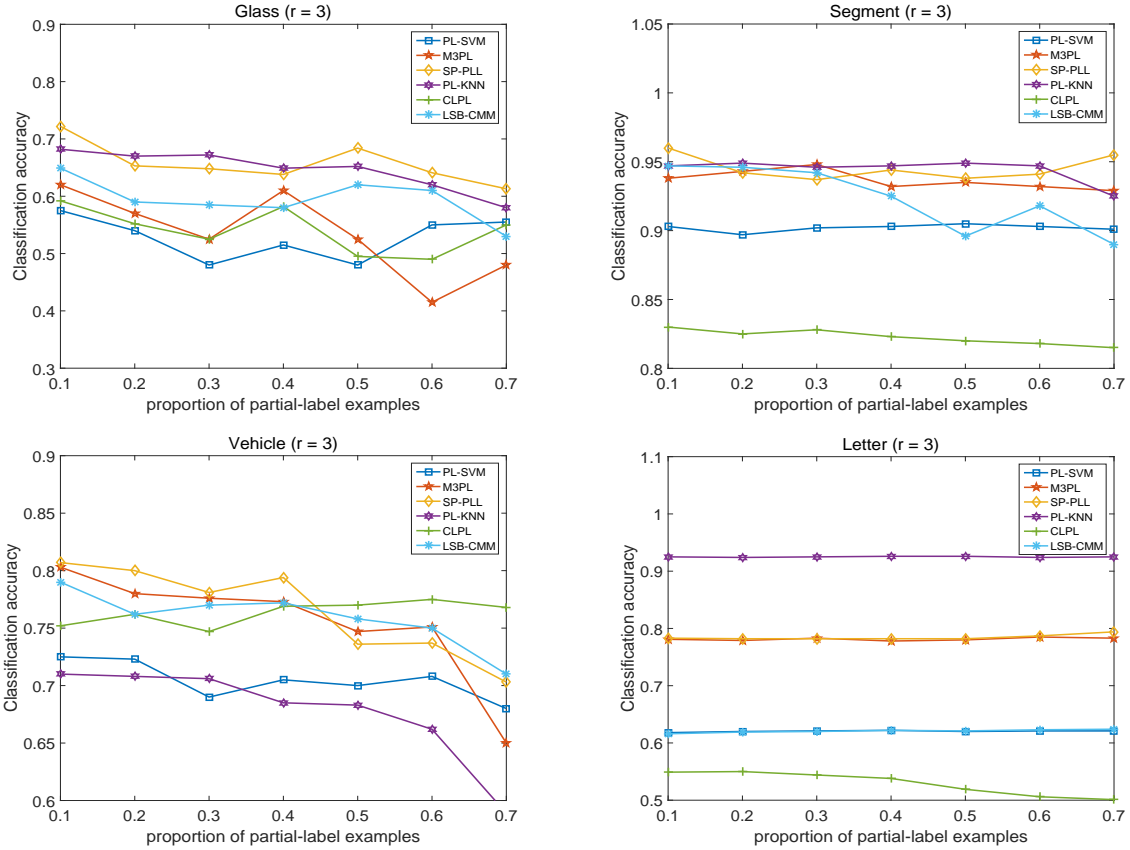 Glass (r = 3)
Classification accuracy
0.9
0.8
0.7
0.6
0.5
0.4
0.3
PL-SVM
M3PL
SP-PLL
PL-KNN
CLPL
LSB-CMM
0.1 0.2 0.3 0.4 0.5 0.6 0.7
proportion of partial-label examples
Segment (r = 3)
Classification accuracy
1.05
1
0.95
0.9
0.85
0.8
PL-SVM
M3PL
SP-PLL
PL-KNN
CLPL
LSB-CMM
0.1 0.2 0.3 0.4 0.5 0.6 0.7
proportion of partial-label examples
Vehicle (r = 3)
Classification accuracy
0.9
0.85
0.8
0.75
0.7
0.65
0.6
PL-SVM
M3PL
SP-PLL
PL-KNN
CLPL
LSB-CMM
0.1 0.2 0.3 0.4 0.5 0.6 0.7
proportion of partial-label examples
Letter (r = 3)
Classification accuracy
1.1
1
0.9
0.8
0.7
0.6
0.5
PL-SVM
M3PL
SP-PLL
PL-KNN
CLPL
LSB-CMM
0.1 0.2 0.3 0.4 0.5 0.6 0.7
proportion of partial-label examples